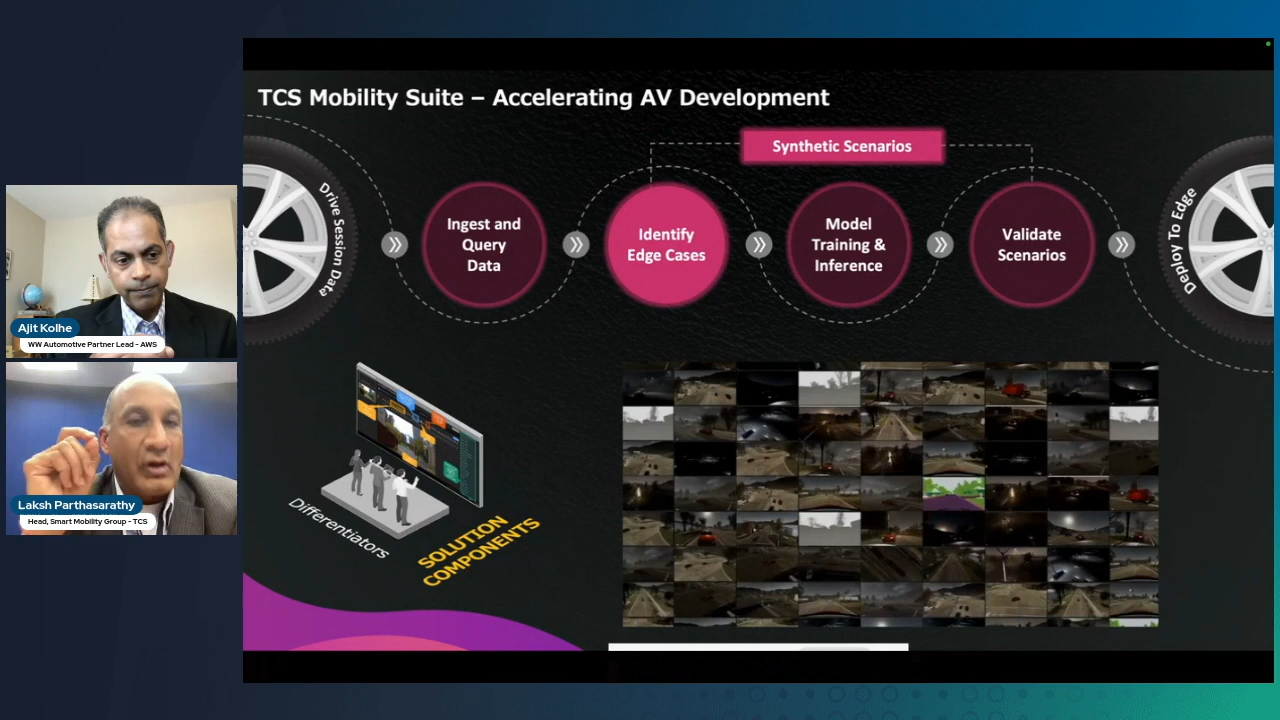 TCS Mobility Suite – Accelerating AV Development
Synthetic Scenarios
Drive Session Data
Ingest and
Query
Data
Identify
Edge Cases
Model
Training &
Inference
Validate
Scenarios
Deploy To Edge
Ajit Kolhe
WW Automotive Partner Lead - AWS
Laksh Parthasarathy
Head, Smart Mobility Group - TCS
Differentiators
SOLUTION
COMPONENTS